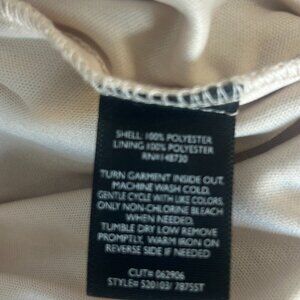 SHELL 100% POLYESTER
LINING 100% POLYESTER
RN#148730
TURN GARMENT INSIDE OUT.
MACHINE WASH COLD.
GENTLE CYCLE WITH LIKE COLORS.
ONLY NON-CHLORINE BLEACH
WHEN NEEDED.
TUMBLE DRY LOW REMOVE
PROMPTLY. WARM IRON ON
REVERSE SIDE IF NEEDED
CUT# 062906
STYLE# S20103J 78755T